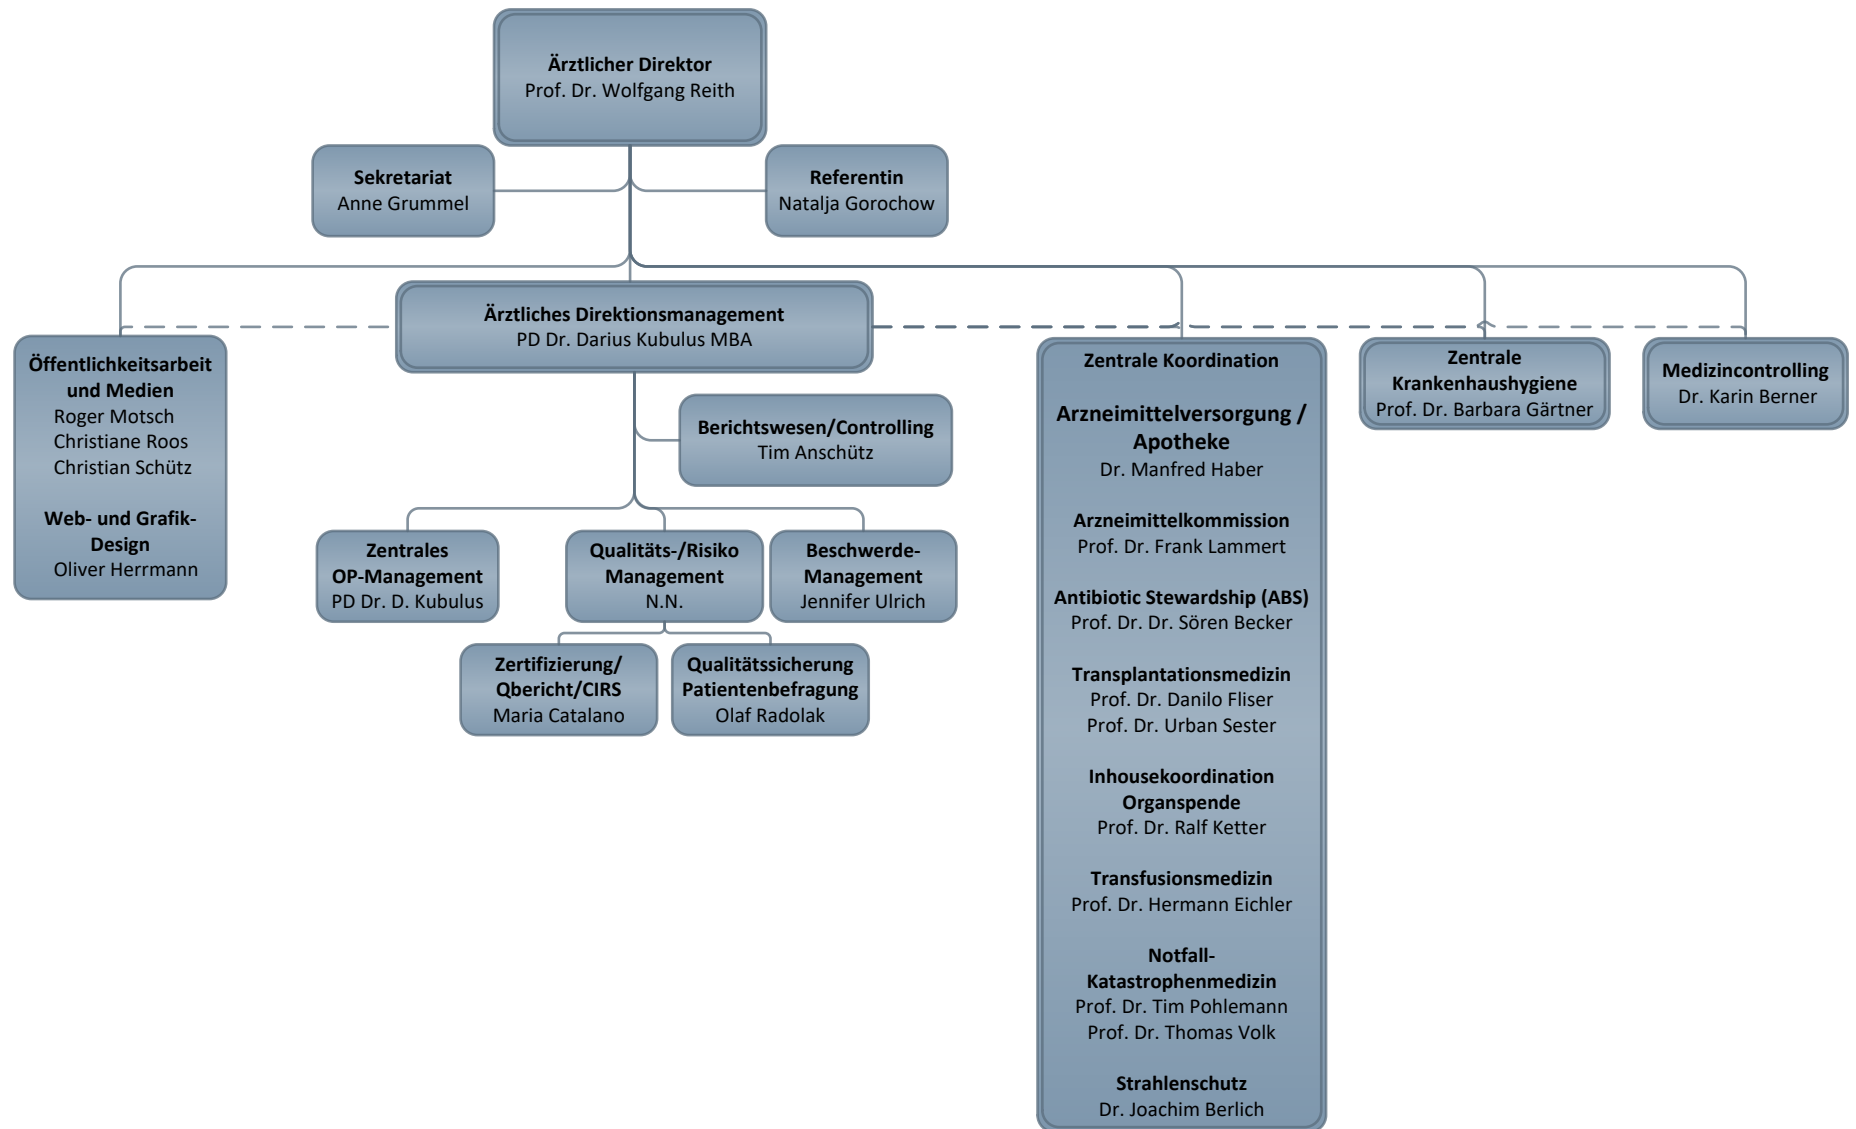 Ärztlicher Direktor
Prof. Dr. Wolfgang Reith
Sekretariat
Anne Grummel
Referentin
Natalja Gorochow
Ärztliches Direktionsmanagement
PD Dr. Darius Kubulus MBA
Öffentlichkeitsarbeit
und Medien
Roger Motsch
Christiane Roos
Christian Schütz
Web- und Grafik-
Design
Oliver Herrmann
Berichtswesen/Controlling
Tim Anschütz
Zentrales
OP-Management
PD Dr. D. Kubulus
Qualitäts-/Risiko
Management
N.N.
Beschwerde-
Management
Jennifer Ulrich
Zertifizierung/
Qbericht/CIRS
Maria Catalano
Qualitätssicherung
Patientenbefragung
Olaf Radolak
Zentrale Koordination
Arzneimittelversorgung /
Apotheke
Dr. Manfred Haber
Arzneimittelkommission
Prof. Dr. Frank Lammert
Antibiotic Stewardship (ABS)
Prof. Dr. Dr. Sören Becker
Transplantationsmedizin
Prof. Dr. Danilo Fliser
Prof. Dr. Urban Sester
Inhousekoordination
Organspende
Prof. Dr. Ralf Ketter
Transfusionsmedizin
Prof. Dr. Hermann Eichler
Notfall-
Katastrophenmedizin
Prof. Dr. Tim Pohlemann
Prof. Dr. Thomas Volk
Strahlenschutz
Dr. Joachim Berlich
Zentrale
Krankenhaushygiene
Prof. Dr. Barbara Gärtner
Medizincontrolling
Dr. Karin Berner